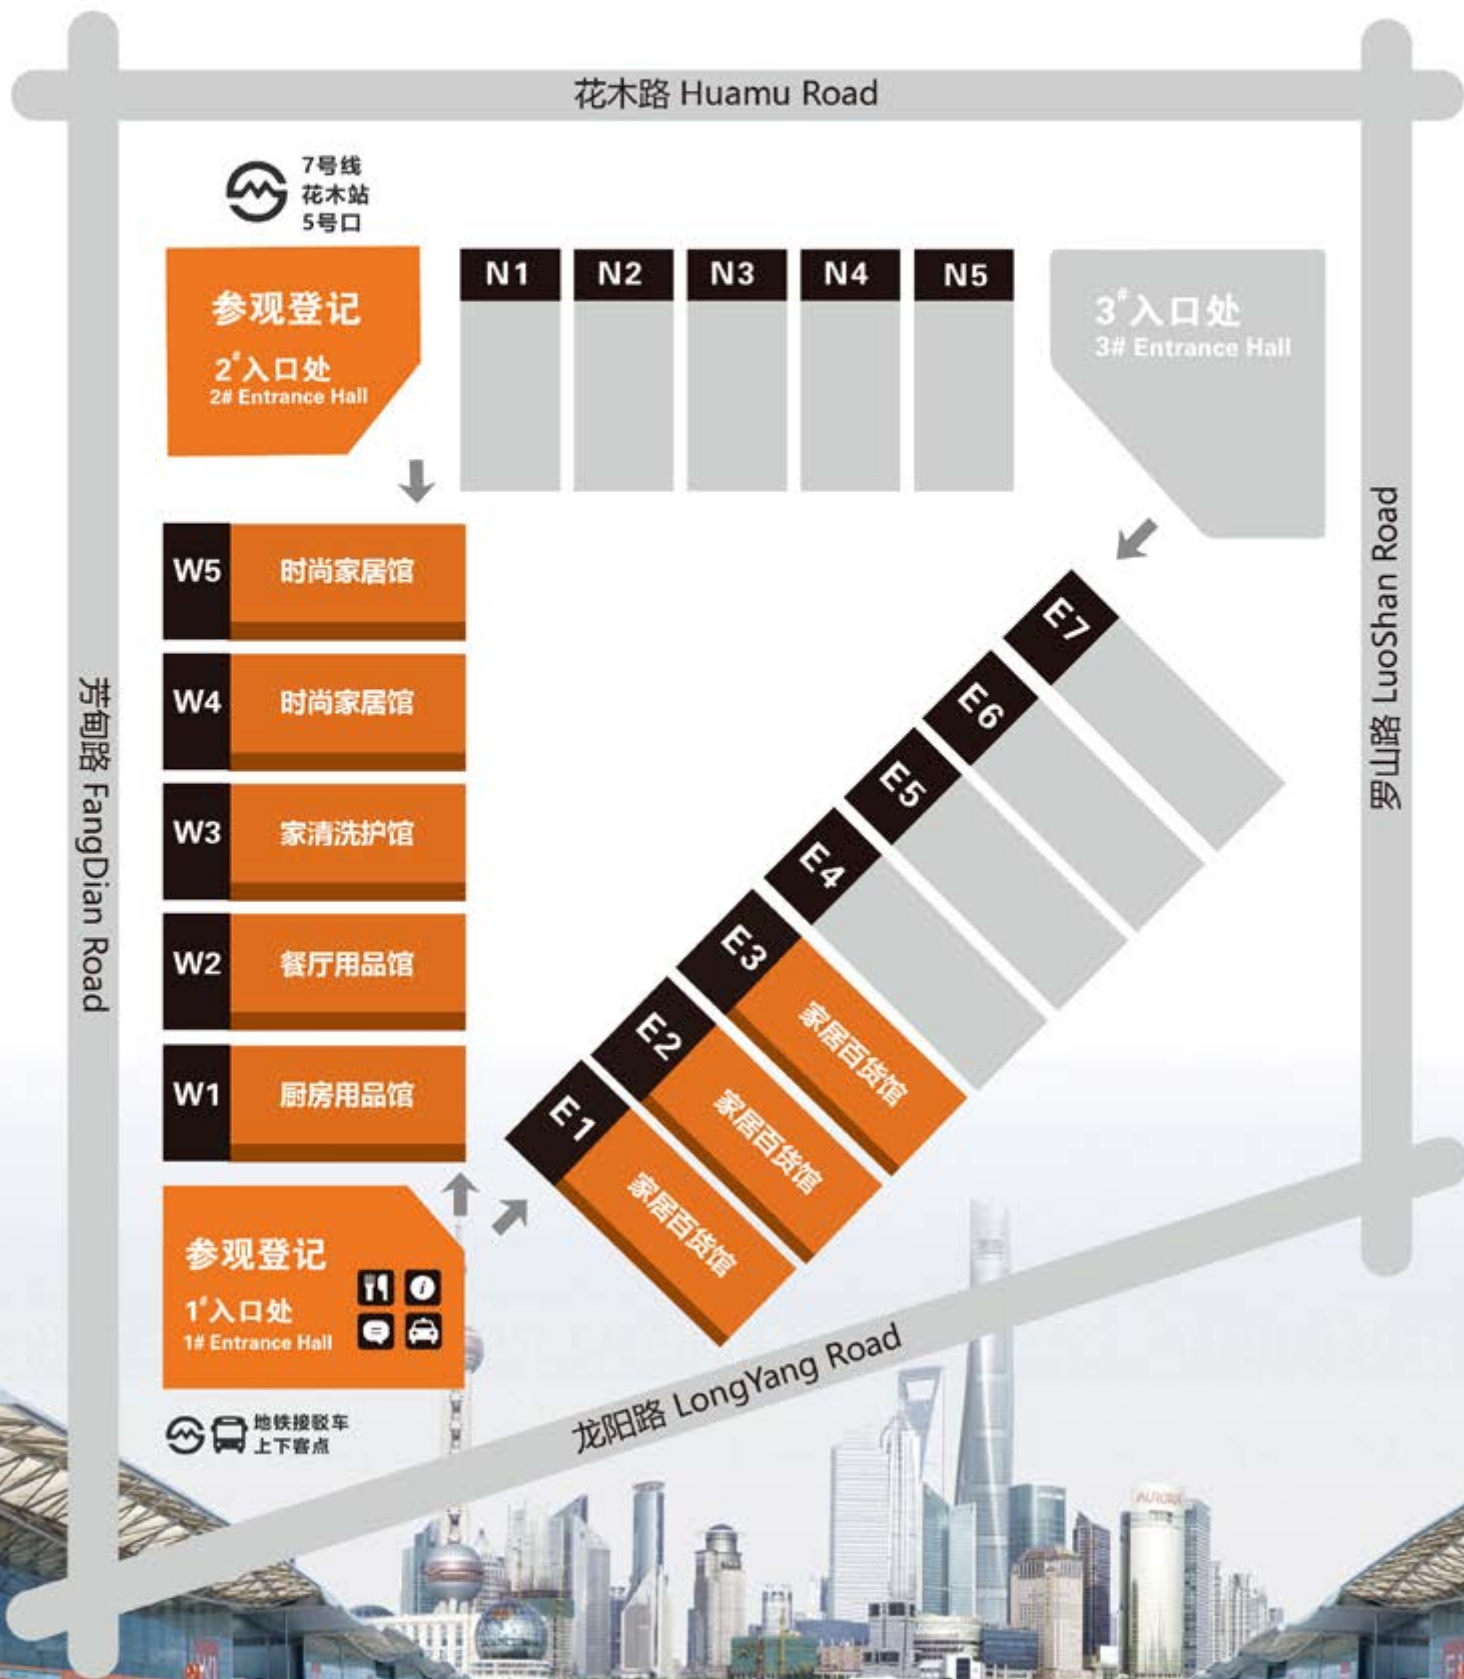 花木路 Huamu Road
7号线
花木站
5号口
参观登记
2#入口处
2# Entrance Hall
N1
N2
N3
N4
N5
3#入口处
3# Entrance Hall
W5
时尚家居馆
W4
时尚家居馆
W3
家清洗护馆
W2
餐厅用品馆
W1
厨房用品馆
芳甸路 FangDian Road
罗山路 LuoShan Road
E7
E6
E5
E4
E3
家居百货馆
E2
家居百货馆
E1
家居百货馆
参观登记
1#入口处
1# Entrance Hall
地铁接驳车
上下客点
龙阳路 LongYang Road
AURORA